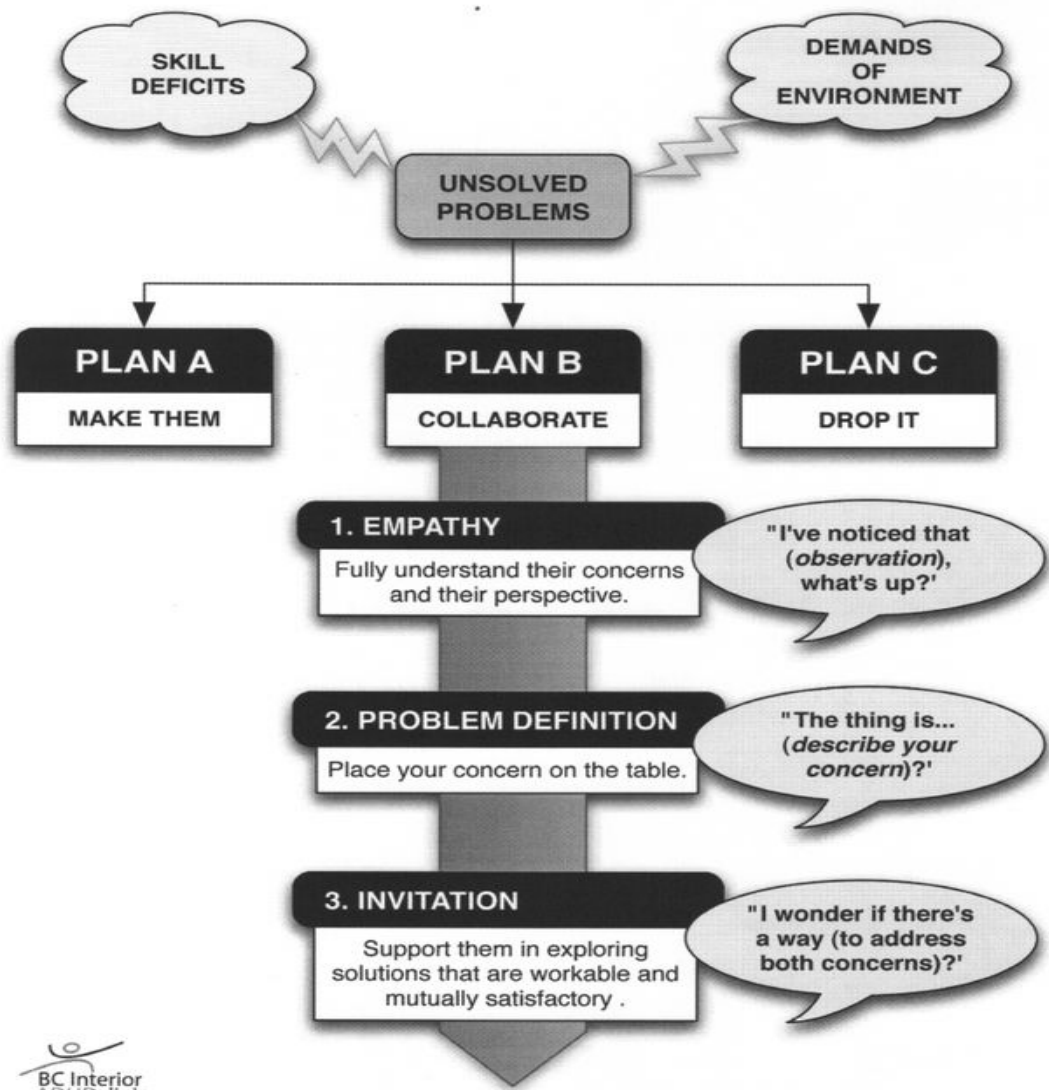 SKILL
DEFICITS
DEMANDS
OF
ENVIRONMENT
UNSOLVED
PROBLEMS
PLAN A
MAKE THEM
PLAN B
COLLABORATE
PLAN C
DROP IT
1. EMPATHY
Fully understand their concerns
and their perspective.
"I've noticed that
(observation),
what's up?'
2. PROBLEM DEFINITION
Place your concern on the table.
"The thing is...
(describe your
concern)?'
3. INVITATION
Support them in exploring
solutions that are workable and
mutually satisfactory .
"I wonder if there's
a way (to address
both concerns)?'
BC Interior